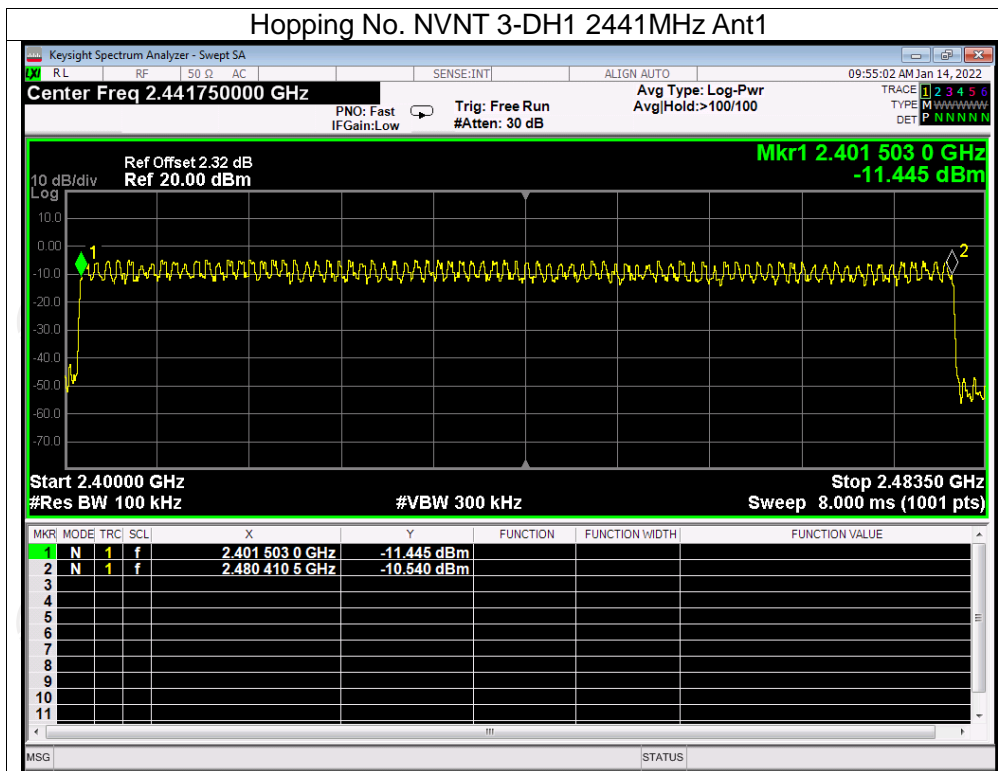 Hopping No. NVNT 3-DH1 2441MHz Ant1
Keysight Spectrum Analyzer - Swept SA
LXI RL RF 50 Ω AC SENSE:INT ALIGN AUTO 09:55:02 AM Jan 14, 2022
Center Freq 2.441750000 GHz
PNO: Fast
IFGain:Low
Trig: Free Run
#Atten: 30 dB
Avg Type: Log-Pwr
Avg|Hold:>100/100
TRACE 1 2 3 4 5 6
TYPE M WWWWW
DET P N N N N N
Mkr1 2.401 503 0 GHz
-11.445 dBm
Ref Offset 2.32 dB
10 dB/div Ref 20.00 dBm
Log
10.0
0.00
-10.0
-20.0
-30.0
-40.0
-50.0
-60.0
-70.0
1
2
Start 2.40000 GHz Stop 2.48350 GHz
#Res BW 100 kHz #VBW 300 kHz Sweep 8.000 ms (1001 pts)
MKR MODE TRC SCL X Y FUNCTION FUNCTION WIDTH FUNCTION VALUE
1 N 1 f 2.401 503 0 GHz -11.445 dBm
2 N 1 f 2.480 410 5 GHz -10.540 dBm
3
4
5
6
7
8
9
10
11
MSG STATUS